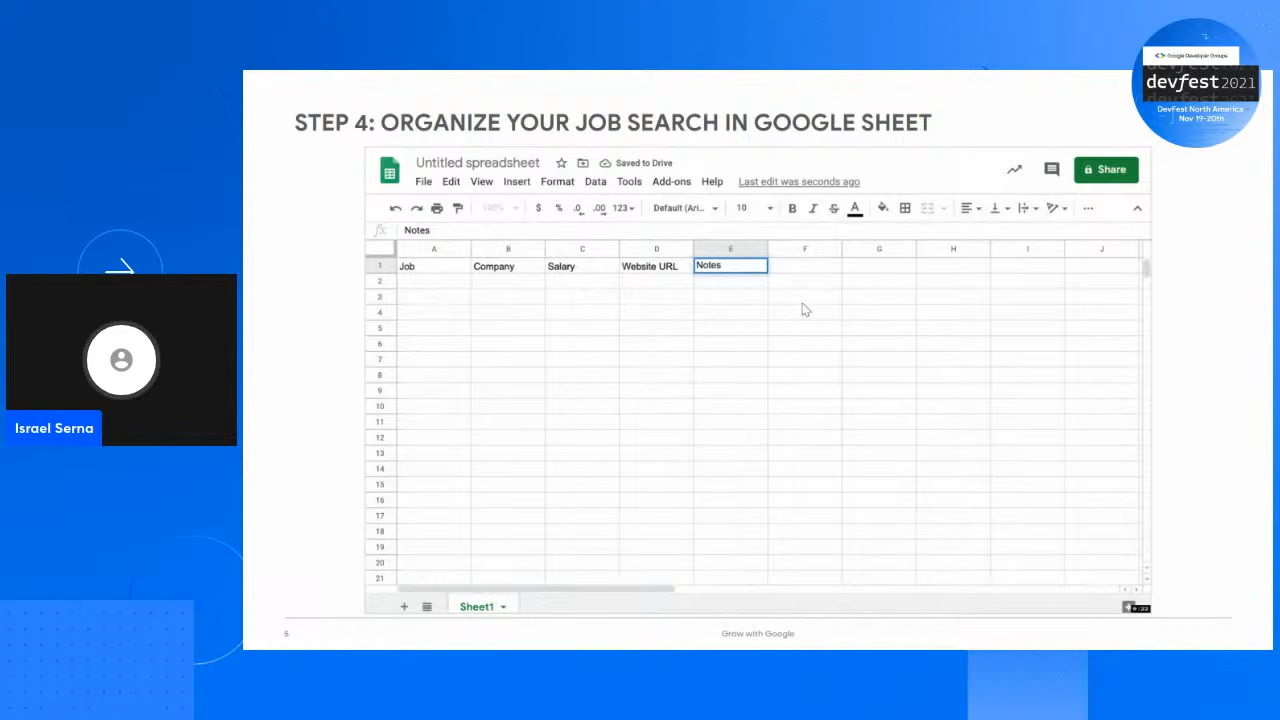 Google Developer Groups
devfest 2021
DevFest North America
Nov 19-20th
STEP 4: ORGANIZE YOUR JOB SEARCH IN GOOGLE SHEET
Untitled spreadsheet
Saved to Drive
File Edit View Insert Format Data Tools Add-ons Help Last edit was seconds ago
Share
100% $ % .0 .00 123 Default (Ari... 10 B I S A
fx Notes
A B C D E F G H I J
1 Job Company Salary Website URL Notes
2
3
4
5
6
7
8
9
10
11
12
13
14
15
16
17
18
19
20
21
Sheet1
Israel Serna
5 Grow with Google